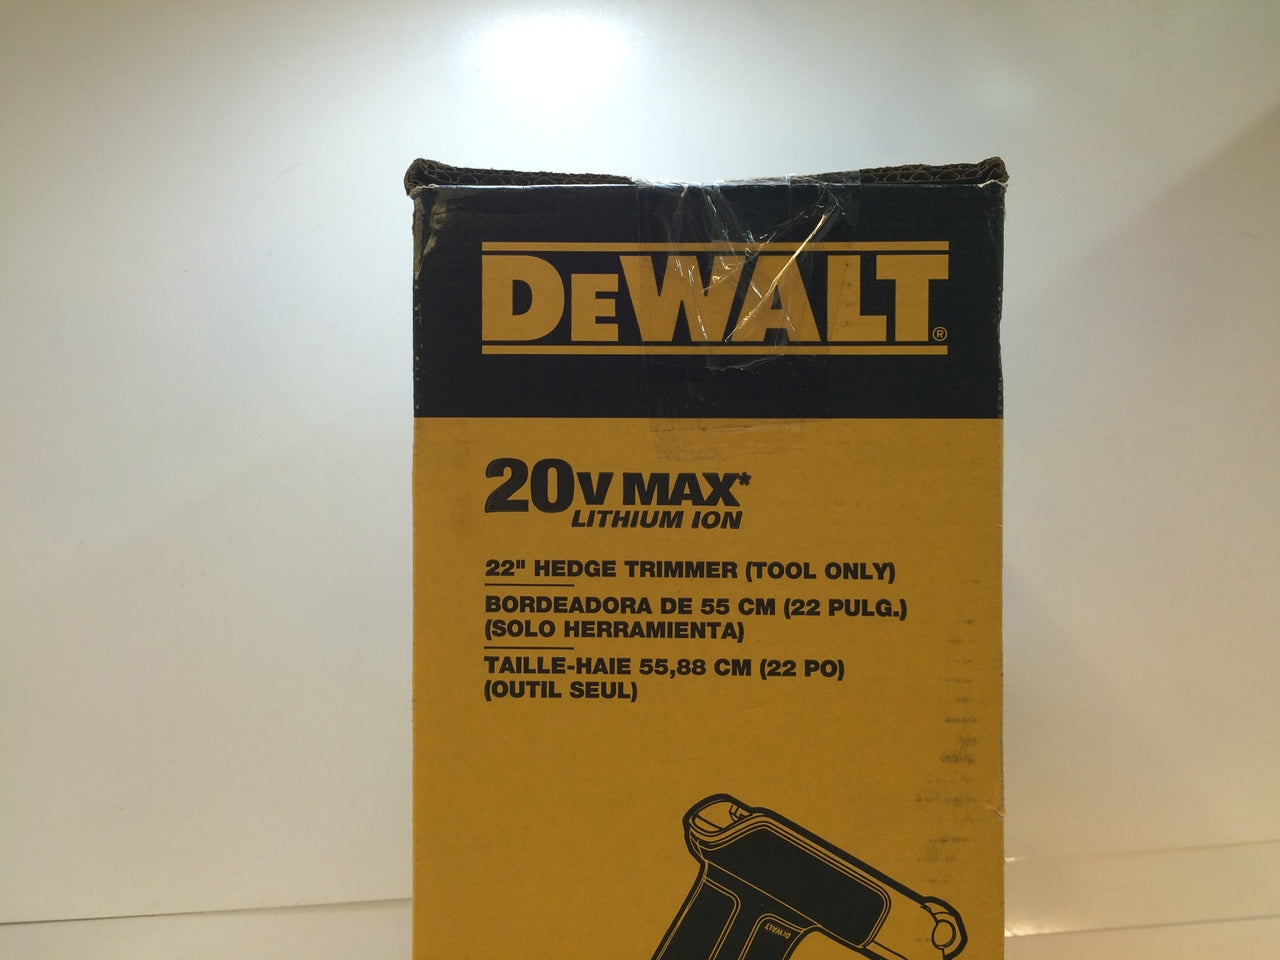 DEWALT®
20V MAX*
LITHIUM ION
22" HEDGE TRIMMER (TOOL ONLY)
BORDEADORA DE 55 CM (22 PULG.)
(SOLO HERRAMIENTA)
TAILLE-HAIE 55,88 CM (22 PO)
(OUTIL SEUL)
DEWALT